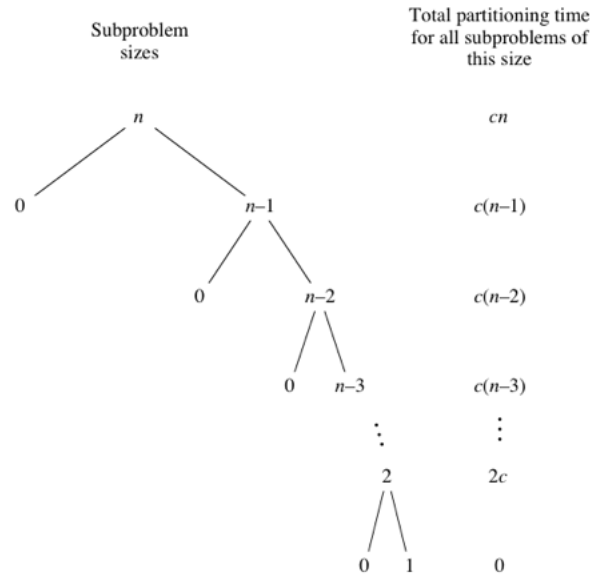 Subproblem
sizes
Total partitioning time
for all subproblems of
this size
n
cn
0
n–1
c(n–1)
0
n–2
c(n–2)
0
n–3
c(n–3)
⋱
⋮
2
2c
0
1
0